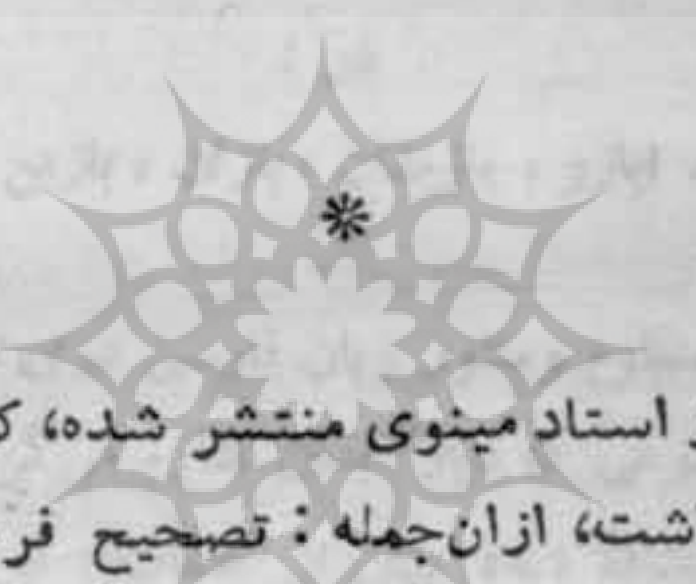 *
استاد مینوی منتشر شده، ک
شت، ازان‌جمله : تصحیح فر